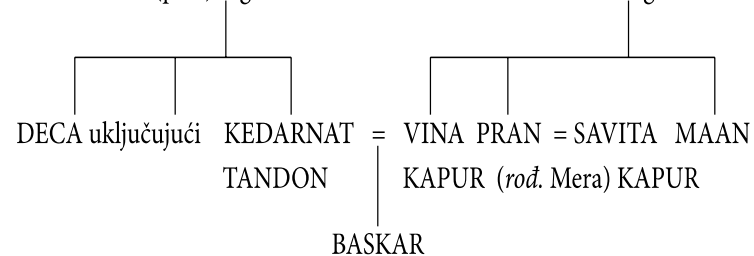 DECA uključujući KEDARNAT = VINA PRAN = SAVITA MAAN
TANDON KAPUR (rođ. Mera) KAPUR
BASKAR